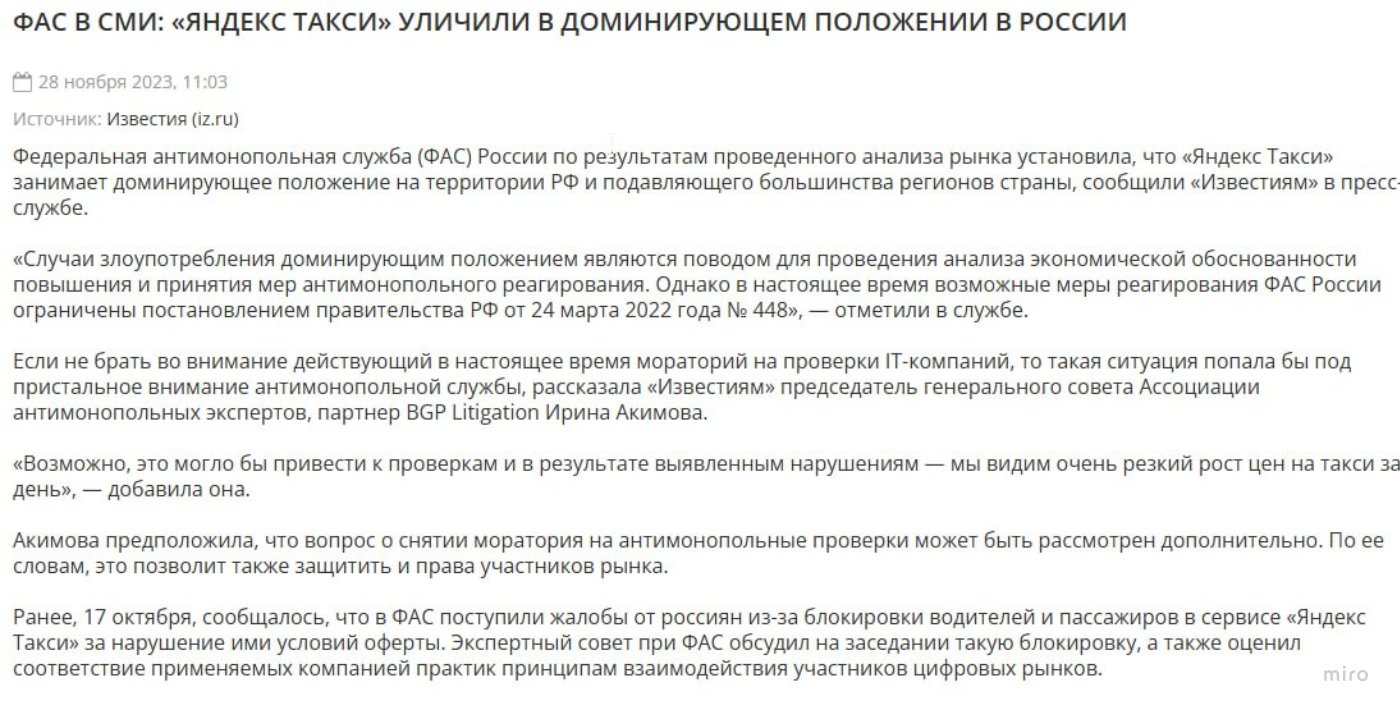 ФАС В СМИ: «ЯНДЕКС ТАКСИ» УЛИЧИЛИ В ДОМИНИРУЮЩЕМ ПОЛОЖЕНИИ В РОССИИ
28 ноября 2023, 11:03
Источник: Известия (iz.ru)
Федеральная антимонопольная служба (ФАС) России по результатам проведенного анализа рынка установила, что «Яндекс Такси»
занимает доминирующее положение на территории РФ и подавляющего большинства регионов страны, сообщили «Известиям» в пресс-
службе.
«Случаи злоупотребления доминирующим положением являются поводом для проведения анализа экономической обоснованности
повышения и принятия мер антимонопольного реагирования. Однако в настоящее время возможные меры реагирования ФАС России
ограничены постановлением правительства РФ от 24 марта 2022 года № 448», — отметили в службе.
Если не брать во внимание действующий в настоящее время мораторий на проверки IT-компаний, то такая ситуация попала бы под
пристальное внимание антимонопольной службы, рассказала «Известиям» председатель генерального совета Ассоциации
антимонопольных экспертов, партнер BGP Litigation Ирина Акимова.
«Возможно, это могло бы привести к проверкам и в результате выявленным нарушениям — мы видим очень резкий рост цен на такси за
день», — добавила она.
Акимова предположила, что вопрос о снятии моратория на антимонопольные проверки может быть рассмотрен дополнительно. По ее
словам, это позволит также защитить и права участников рынка.
Ранее, 17 октября, сообщалось, что в ФАС поступили жалобы от россиян из-за блокировки водителей и пассажиров в сервисе «Яндекс
Такси» за нарушение ими условий оферты. Экспертный совет при ФАС обсудил на заседании такую блокировку, а также оценил
соответствие применяемых компанией практик принципам взаимодействия участников цифровых рынков.
miro